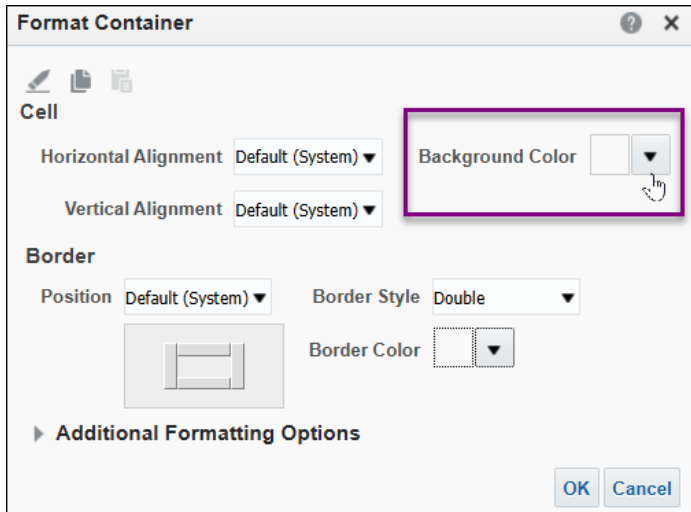 Format Container
Cell
Horizontal Alignment Default (System) Background Color
Vertical Alignment Default (System)
Border
Position Default (System) Border Style Double
Border Color
Additional Formatting Options
OK Cancel